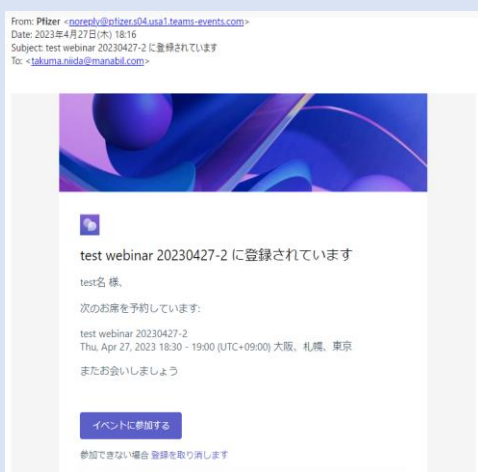 From: Pfizer <noreply@pfizer.s04.usa1.teams-events.com>
Date: 2023年4月27日(木) 18:16
Subject: test webinar 20230427-2 に登録されています
To: <takuma.niida@manabil.com>
test webinar 20230427-2 に登録されています
test名 様、
次のお席を予約しています:
test webinar 20230427-2
Thu, Apr 27, 2023 18:30 - 19:00 (UTC+09:00) 大阪、札幌、東京
またお会いしましょう
イベントに参加する
参加できない場合 登録を取り消します